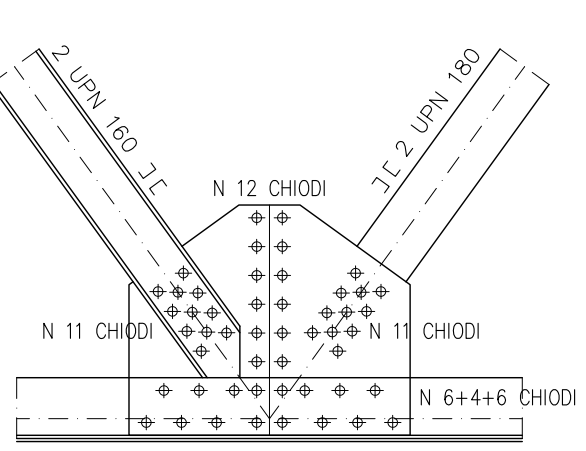 2 UPN 160 ][
][ 2 UPN 180
N 12 CHIODI
N 11 CHIODI
N 11 CHIODI
N 6+4+6 CHIODI